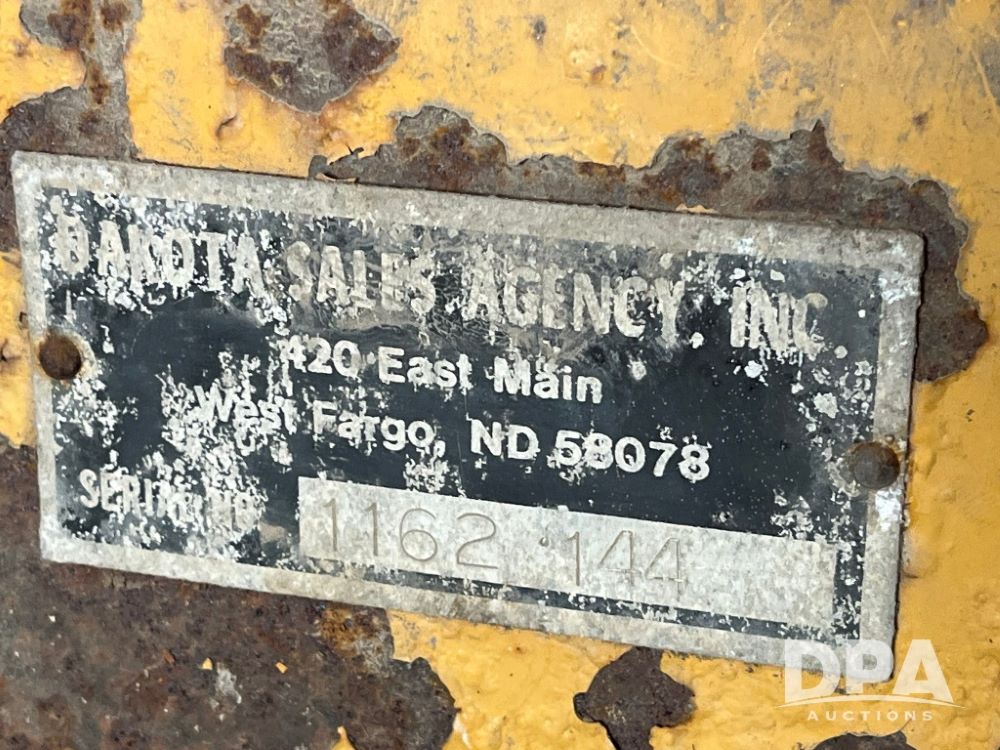 DAKOTA SALES AGENCY, INC.
420 East Main
West Fargo, ND 58078
SERIAL NO.
1162 144
DPA
AUCTIONS